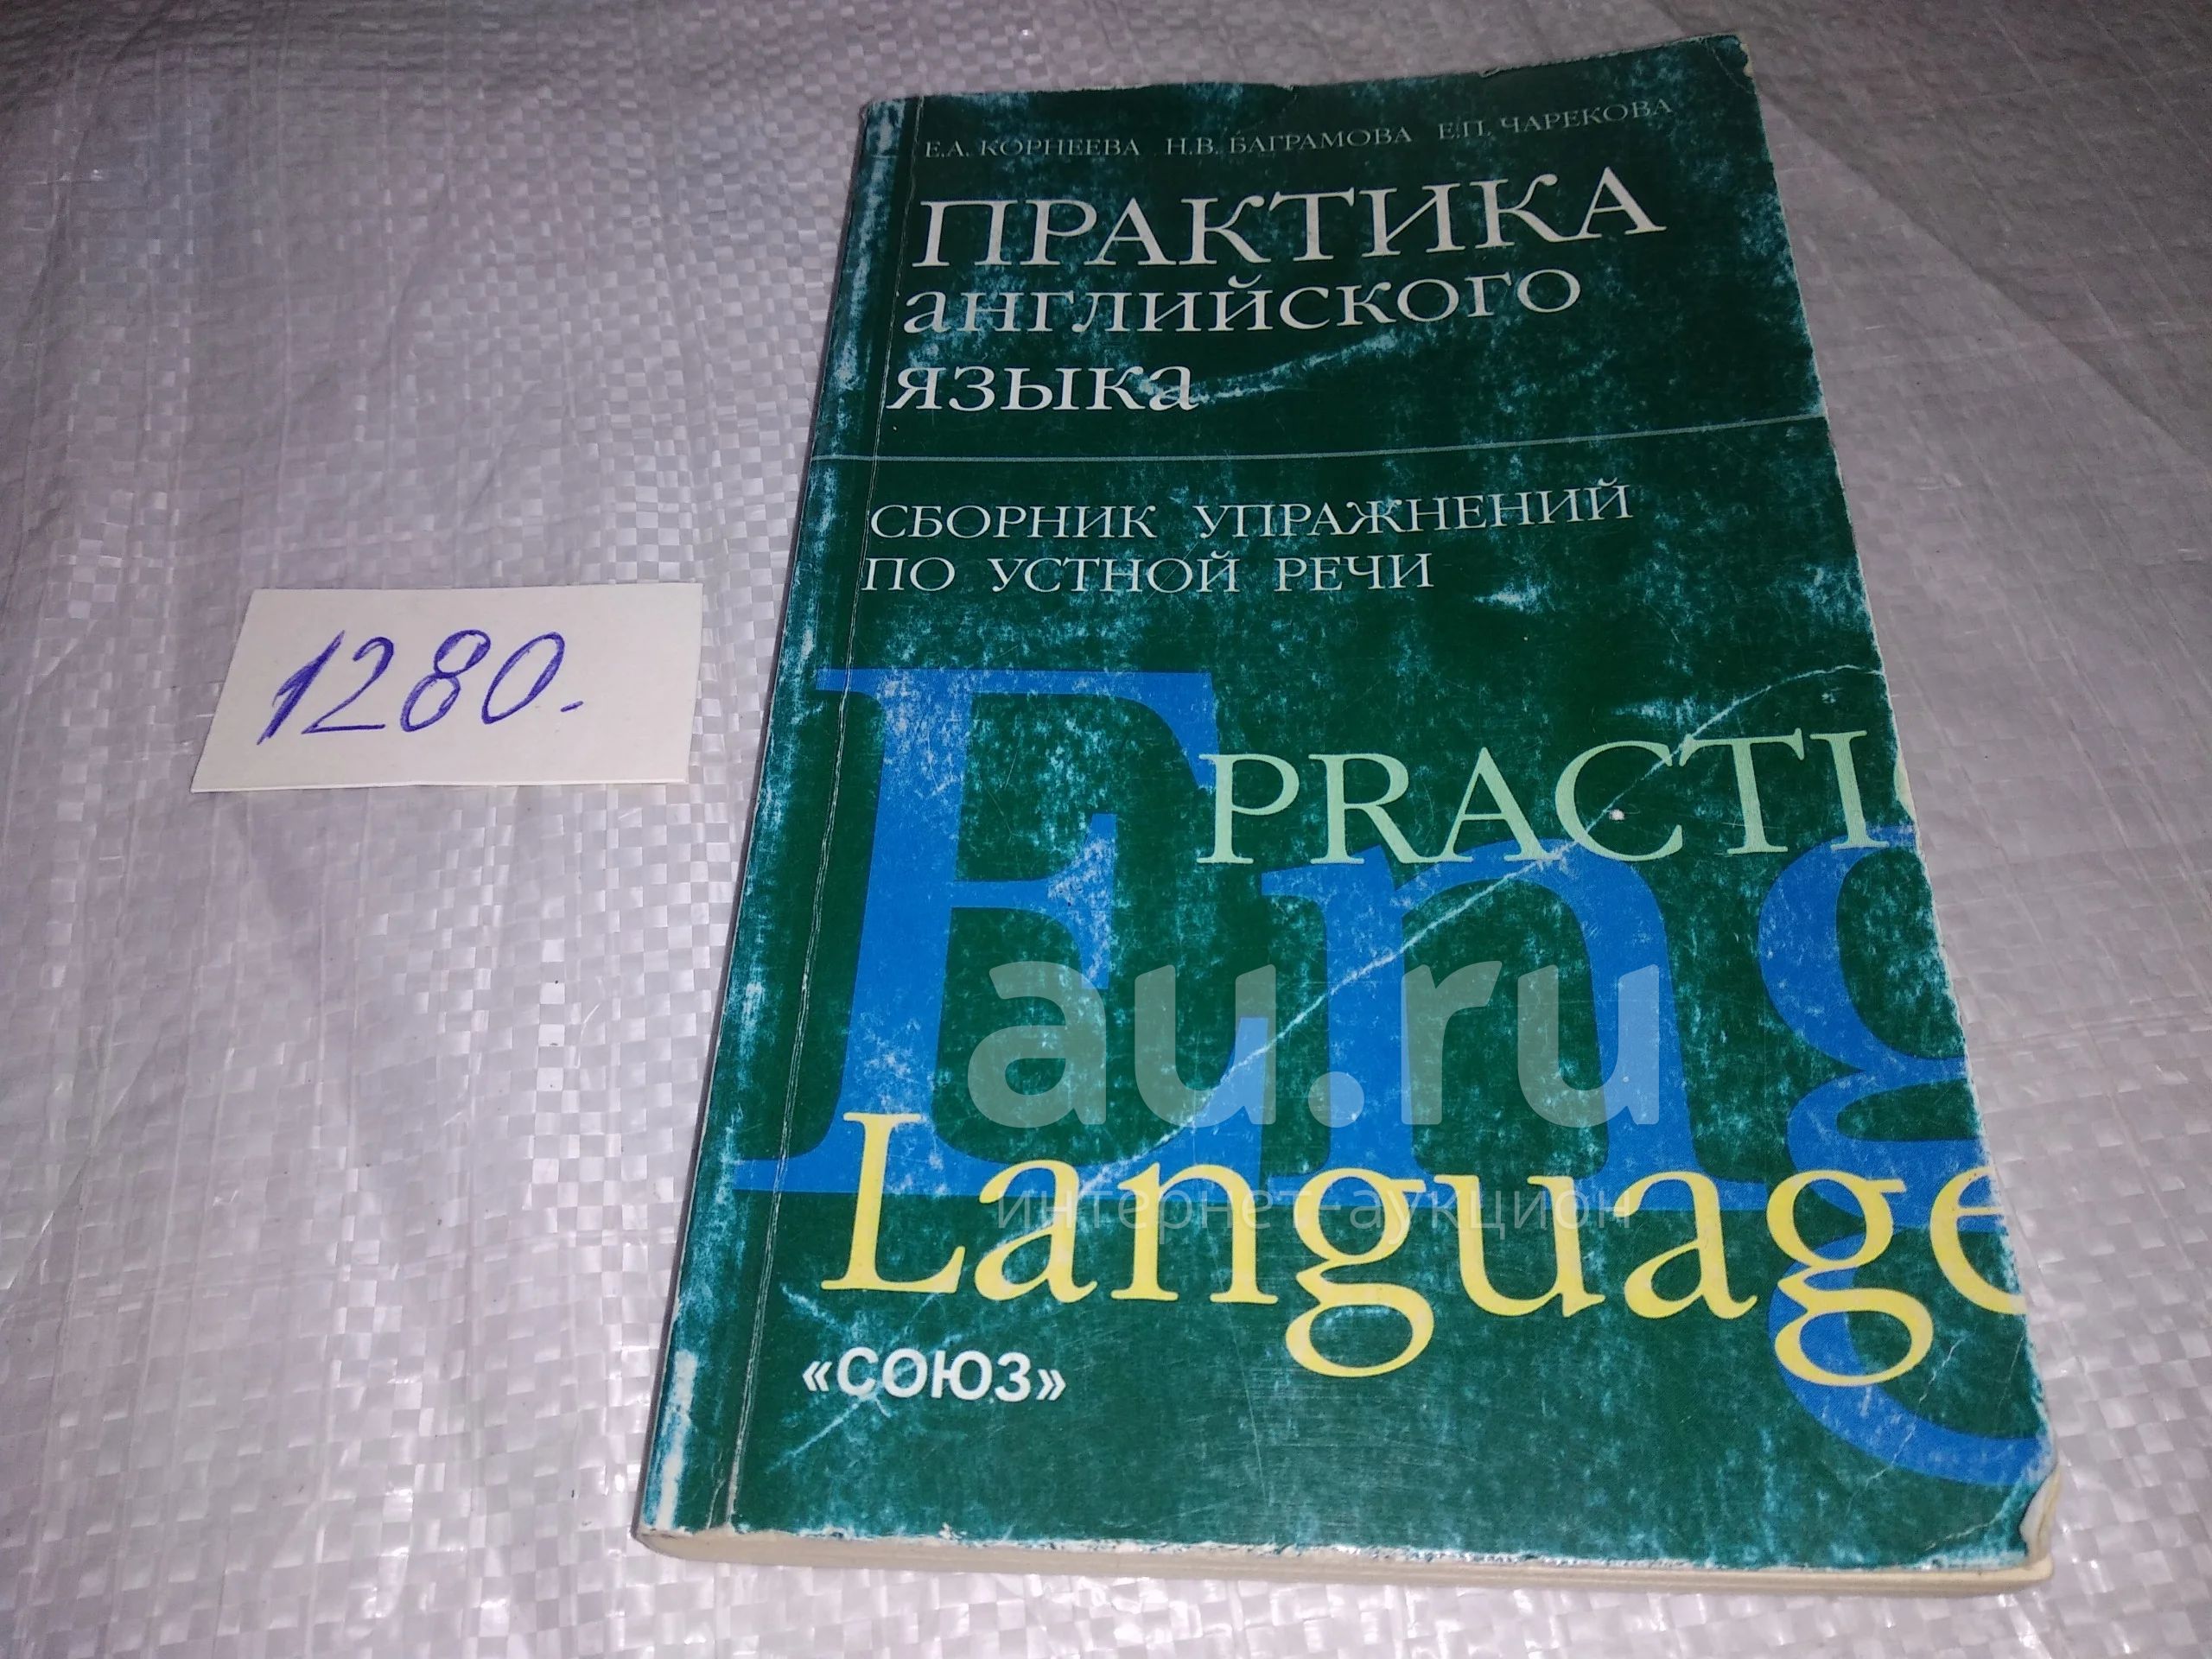 Е.А. КОРНЕЕВА Н.В. БАГРАМОВА Е.П. ЧАРЕКОВА
ПРАКТИКА
английского
языка
СБОРНИК УПРАЖНЕНИЙ
ПО УСТНОЙ РЕЧИ
1280.
PRACTI
Eng
au.ru
Language
интернет-аукцион
«СОЮЗ»